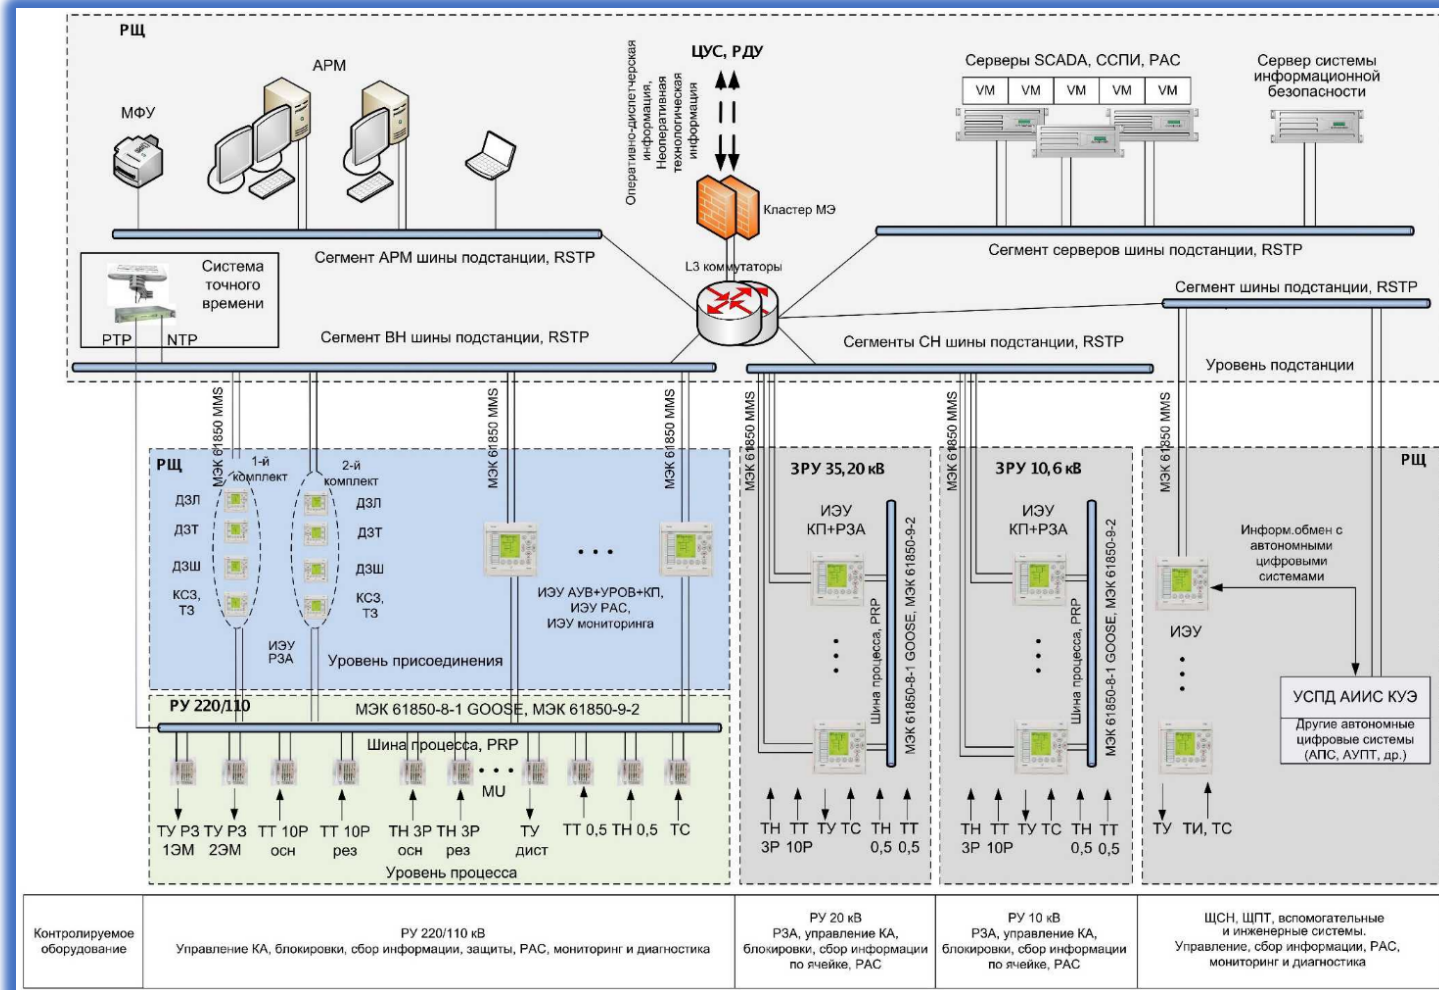 РЩ
АРМ
МФУ
Оперативно-диспетчерская
информация,
Неоперативная
технологическая
информация
ЦУС, РДУ
Серверы SCADA, ССПИ, РАС
VM VM VM VM VM
Сервер системы
информационной
безопасности
Кластер МЭ
Сегмент АРМ шины подстанции, RSTP
L3 коммутаторы
Сегмент серверов шины подстанции, RSTP
Система
точного
времени
PTP NTP
Сегмент шины подстанции, RSTP
Сегмент ВН шины подстанции, RSTP
Сегменты СН шины подстанции, RSTP
Уровень подстанции
МЭК 61850 MMS
МЭК 61850 MMS
МЭК 61850 MMS
МЭК 61850 MMS
МЭК 61850 MMS
МЭК 61850 MMS
РЩ
1-й
комплект
2-й
комплект
ДЗЛ
ДЗТ
ДЗШ
КСЗ,
ТЗ
ДЗЛ
ДЗТ
ДЗШ
КСЗ,
ТЗ
ИЭУ
РЗА
Уровень присоединения
ИЭУ АУВ+УРОВ+КП,
ИЭУ РАС,
ИЭУ мониторинга
ЗРУ 35,20 кВ
ИЭУ
КП+РЗА
Шина процесса, PRP
МЭК 61850-8-1 GOOSE, МЭК 61850-9-2
ЗРУ 10,6 кВ
ИЭУ
КП+РЗА
Шина процесса, PRP
МЭК 61850-8-1 GOOSE, МЭК 61850-9-2
РЩ
Информ.обмен с
автономными
цифровыми
системами
ИЭУ
УСПД АИИС КУЭ
Другие автономные
цифровые системы
(АПС, АУПТ, др.)
РУ 220/110
МЭК 61850-8-1 GOOSE, МЭК 61850-9-2
Шина процесса, PRP
MU
ТУ РЗ
1ЭМ
ТУ РЗ
2ЭМ
ТТ 10Р
осн
ТТ 10Р
рез
ТН 3Р
осн
ТН 3Р
рез
ТУ
дист
ТТ 0,5
ТН 0,5
ТС
Уровень процесса
ТН
3Р
ТТ
10Р
ТУ
ТС
ТН
0,5
ТТ
0,5
ТН
3Р
ТТ
10Р
ТУ
ТС
ТН
0,5
ТТ
0,5
ТУ
ТИ, ТС
Контролируемое
оборудование
РУ 220/110 кВ
Управление КА, блокировки, сбор информации, защиты, РАС, мониторинг и диагностика
РУ 20 кВ
РЗА, управление КА,
блокировки, сбор информации
по ячейке, РАС
РУ 10 кВ
РЗА, управление КА,
блокировки, сбор информации
по ячейке, РАС
ЩСН, ЩПТ, вспомогательные
и инженерные системы.
Управление, сбор информации, РАС,
мониторинг и диагностика